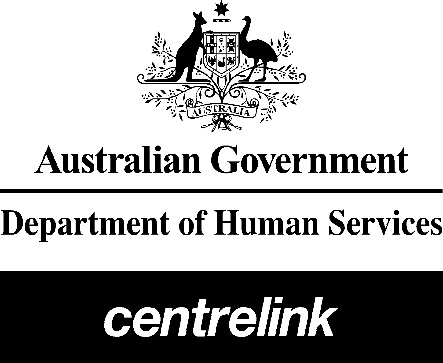 AUSTRALIA
Australian Government
Department of Human Services
centrelink